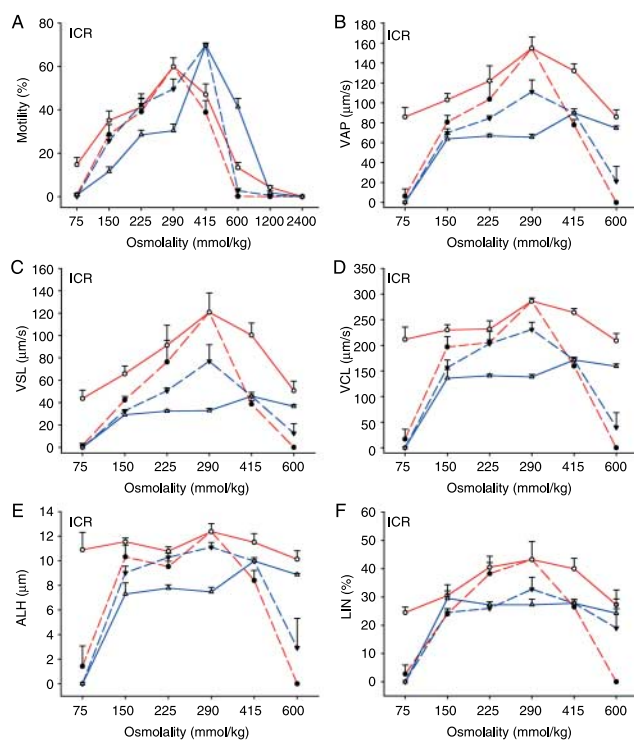 A
ICR
80
60
40
20
0
Motility (%)
75 150 225 290 415 600 1200 2400
Osmolality (mmol/kg)
B
ICR
180
160
140
120
100
80
60
40
20
0
VAP (μm/s)
75 150 225 290 415 600
Osmolality (mmol/kg)
C
ICR
160
140
120
100
80
60
40
20
0
VSL (μm/s)
75 150 225 290 415 600
Osmolality (mmol/kg)
D
ICR
350
300
250
200
150
100
50
0
VCL (μm/s)
75 150 225 290 415 600
Osmolality (mmol/kg)
E
ICR
14
12
10
8
6
4
2
0
ALH (μm)
75 150 225 290 415 600
Osmolality (mmol/kg)
F
ICR
60
50
40
30
20
10
0
LIN (%)
75 150 225 290 415 600
Osmolality (mmol/kg)